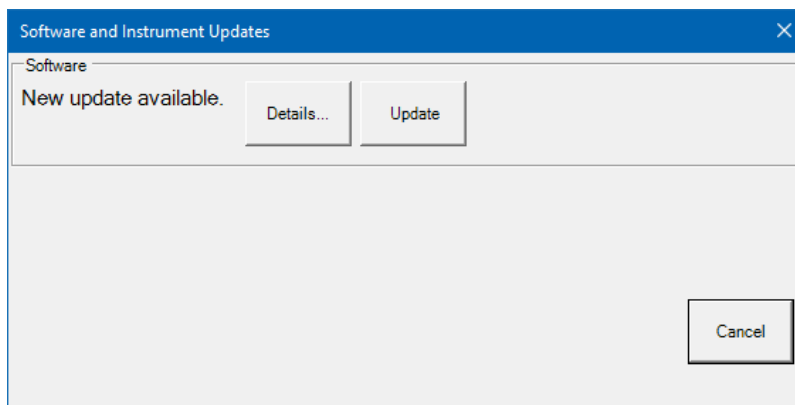 Software and Instrument Updates
Software
New update available.
Details...
Update
Cancel